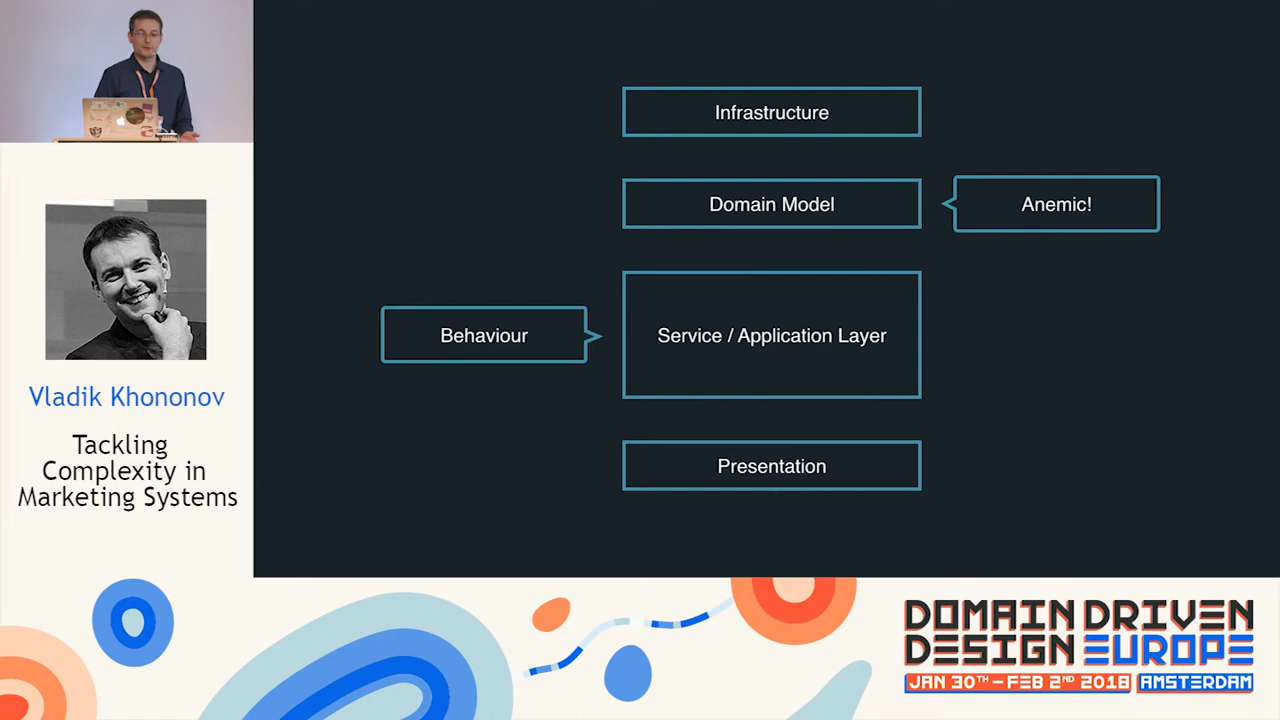 Infrastructure
Domain Model
Anemic!
Behaviour
Service / Application Layer
Presentation
Vladik Khononov
Tackling
Complexity in
Marketing Systems
DOMAIN DRIVEN
DESIGN EUROPE
JAN 30TH - FEB 2ND 2018 AMSTERDAM